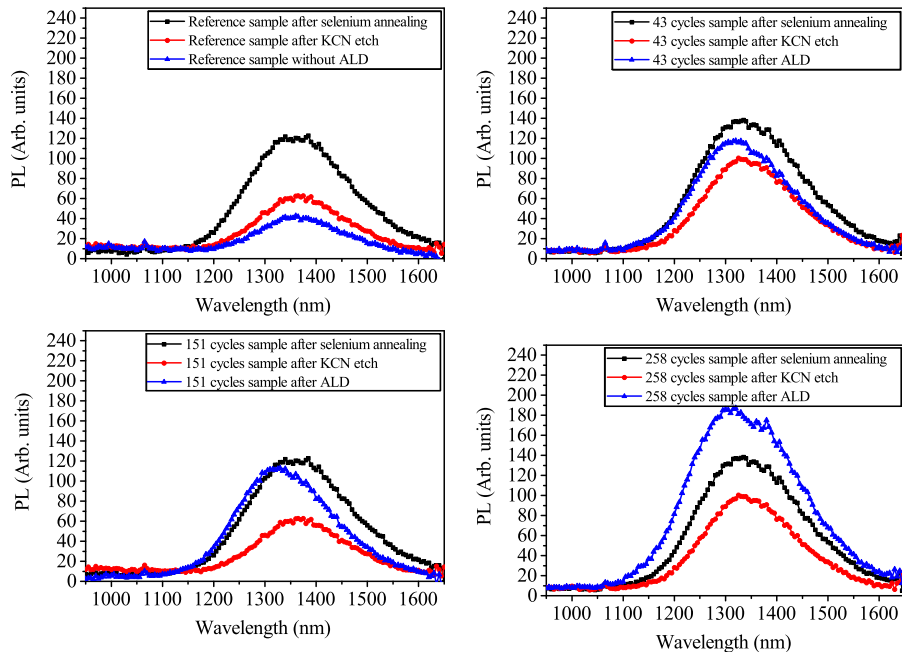 240
220
200
180
160
140
120
100
80
60
40
20
0
PL (Arb. units)
Reference sample after selenium annealing
Reference sample after KCN etch
Reference sample without ALD
1000 1100 1200 1300 1400 1500 1600
Wavelength (nm)
240
220
200
180
160
140
120
100
80
60
40
20
0
PL (Arb. units)
43 cycles sample after selenium annealing
43 cycles sample after KCN etch
43 cycles sample after ALD
1000 1100 1200 1300 1400 1500 1600
Wavelength (nm)
240
220
200
180
160
140
120
100
80
60
40
20
0
PL (Arb. units)
151 cycles sample after selenium annealing
151 cycles sample after KCN etch
151 cycles sample after ALD
1000 1100 1200 1300 1400 1500 1600
Wavelength (nm)
240
220
200
180
160
140
120
100
80
60
40
20
0
PL (Arb. units)
258 cycles sample after selenium annealing
258 cycles sample after KCN etch
258 cycles sample after ALD
1000 1100 1200 1300 1400 1500 1600
Wavelength (nm)